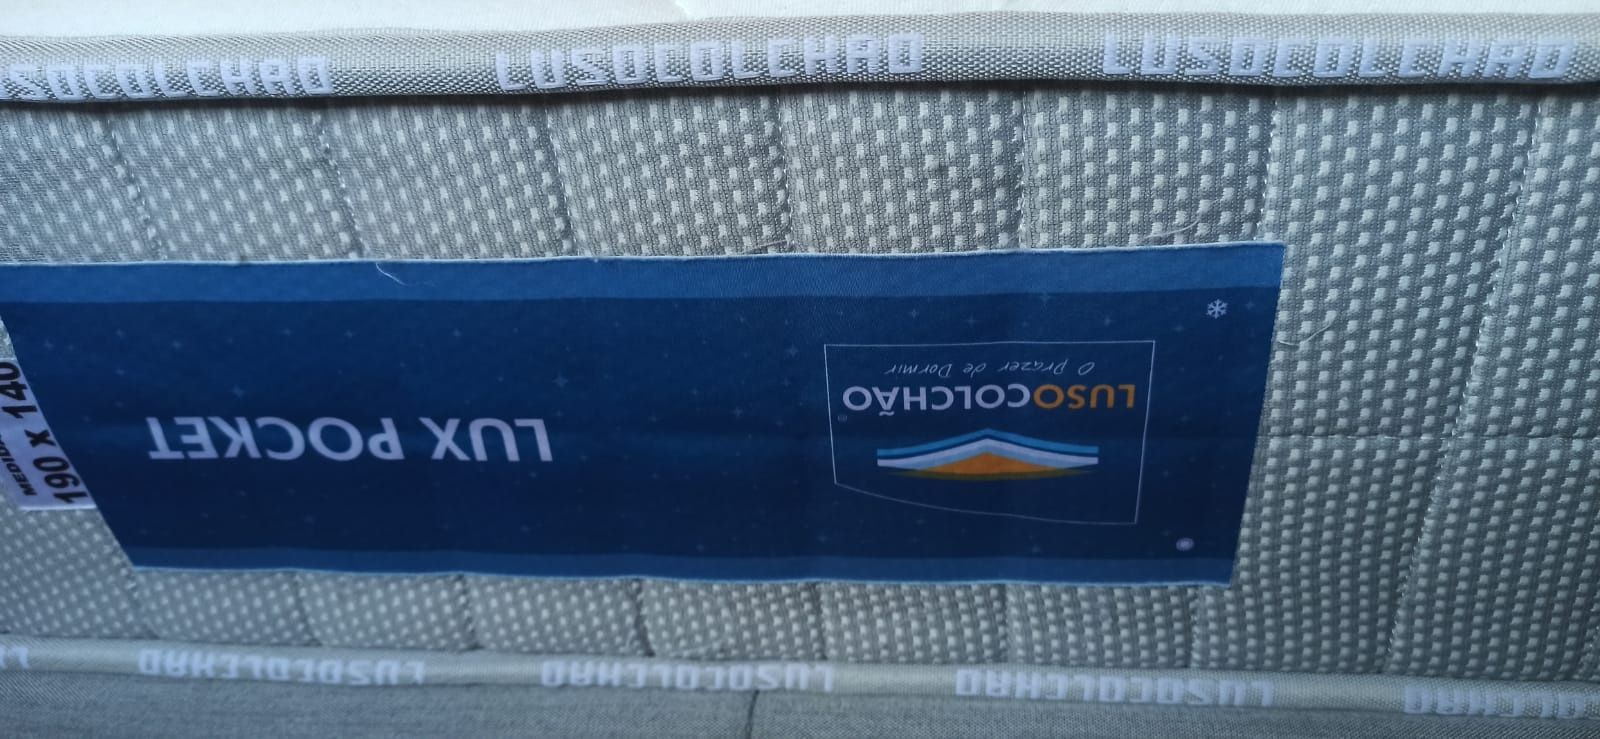 LUSOCOLCHAO LUSOCOLCHAO
LUSOCOLCHÃO
O Prazer de Dormir
LUX POCKET
190 X 140
LUSOCOLCHAO LUSOCOLCHAO LUSOCOLCHAO